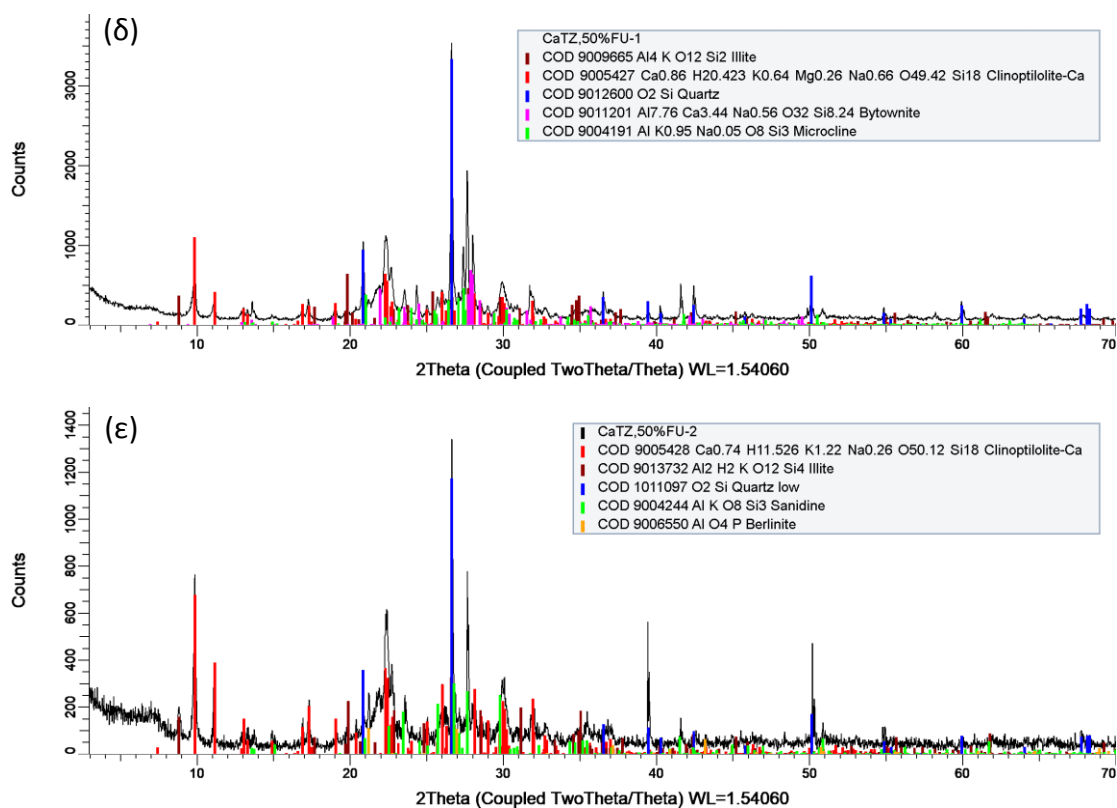 (δ)
CaTZ,50%FU-1
COD 9009665 Al4 K O12 Si2 Illite
COD 9005427 Ca0.86 H20.423 K0.64 Mg0.26 Na0.66 O49.42 Si18 Clinoptilolite-Ca
COD 9012600 O2 Si Quartz
COD 9011201 Al7.76 Ca3.44 Na0.56 O32 Si8.24 Bytownite
COD 9004191 Al K0.95 Na0.05 O8 Si3 Microcline
Counts
3000
2000
1000
0
10 20 30 40 50 60 70
2Theta (Coupled TwoTheta/Theta) WL=1.54060
(ε)
CaTZ,50%FU-2
COD 9005428 Ca0.74 H11.526 K1.22 Na0.26 O50.12 Si18 Clinoptilolite-Ca
COD 9013732 Al2 H2 K O12 Si4 Illite
COD 1011097 O2 Si Quartz low
COD 9004244 Al K O8 Si3 Sanidine
COD 9006550 Al O4 P Berlinite
Counts
1400
1200
1000
800
600
400
200
0
10 20 30 40 50 60 70
2Theta (Coupled TwoTheta/Theta) WL=1.54060